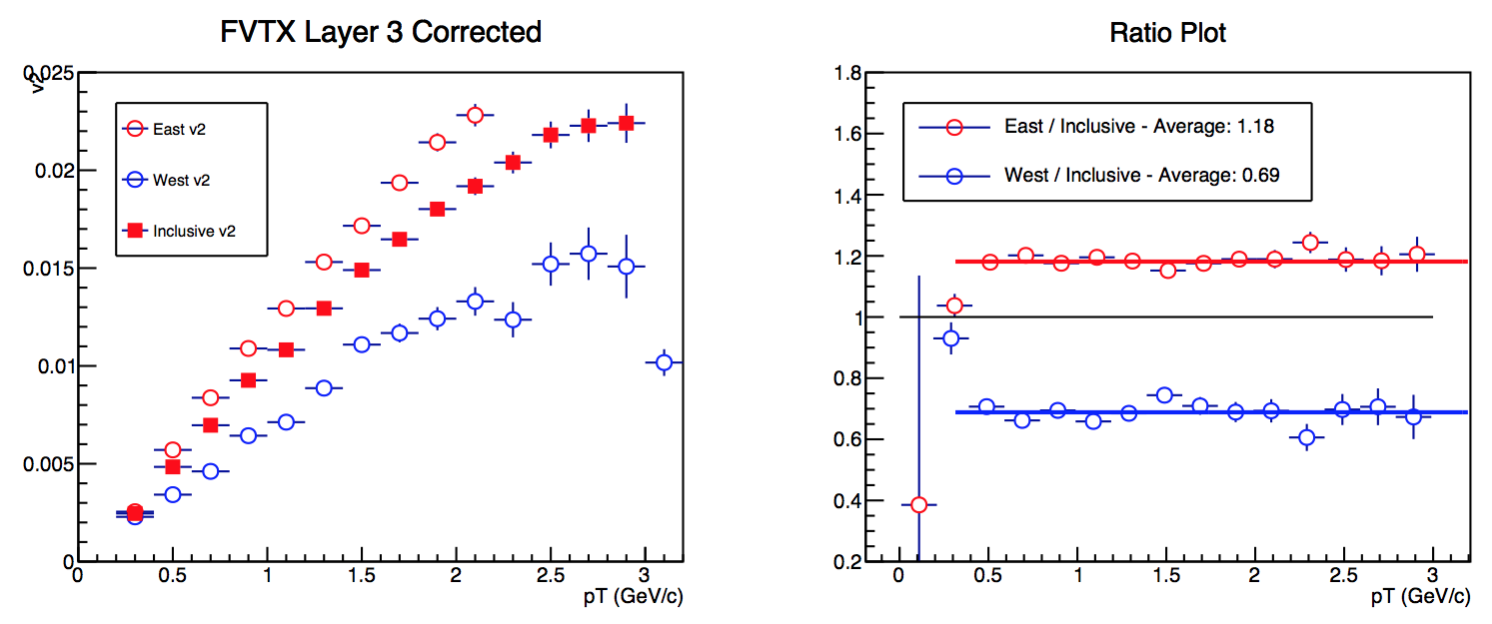 FVTX Layer 3 Corrected
v2
0.025
0.02
0.015
0.01
0.005
0
East v2
West v2
Inclusive v2
0
0.5
1
1.5
2
2.5
3
pT (GeV/c)
Ratio Plot
1.8
1.6
1.4
1.2
1
0.8
0.6
0.4
0.2
East / Inclusive - Average: 1.18
West / Inclusive - Average: 0.69
0
0.5
1
1.5
2
2.5
3
pT (GeV/c)